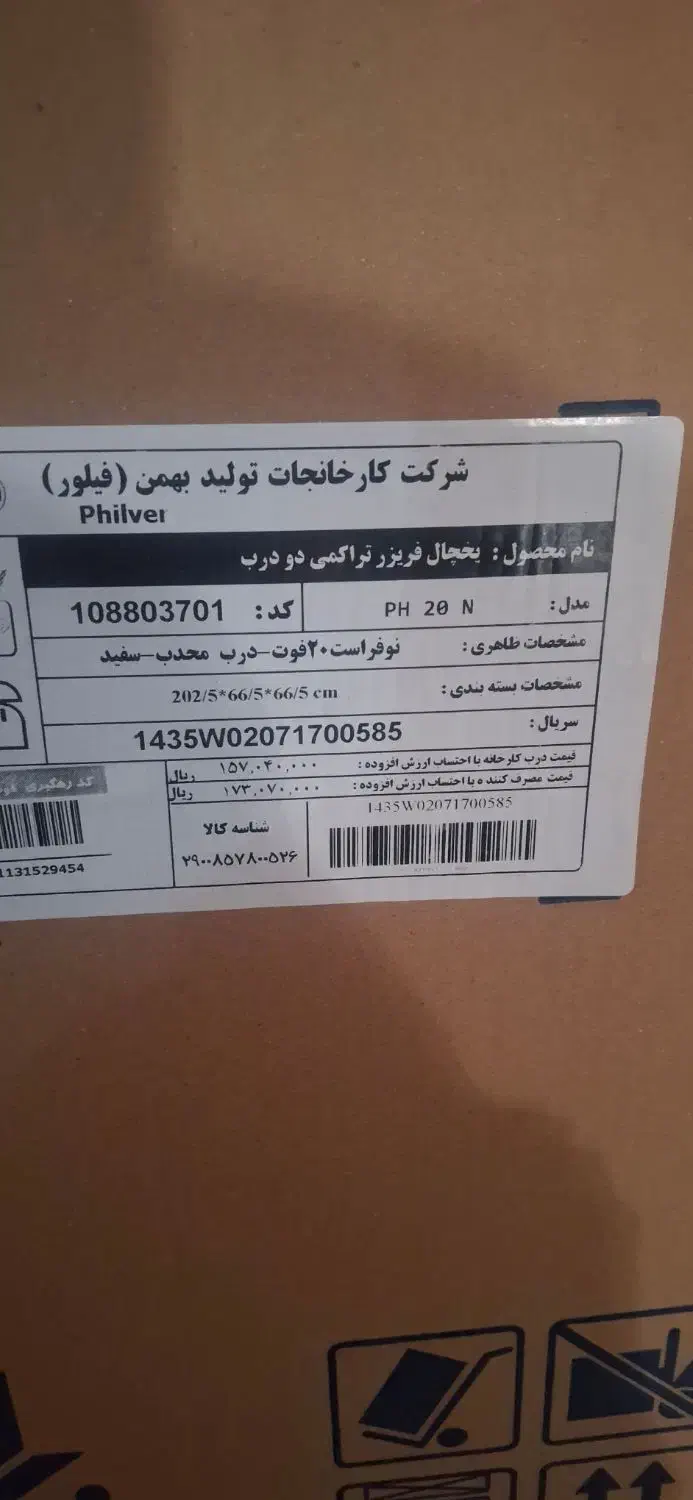 شرکت کارخانجات تولید بهمن (فیلور)
Philver
نام محصول: یخچال فریزر تراکمی دو درب
مدل: PH 20 N
کد: 108803701
مشخصات ظاهری: نوفراست۲۰فوت-درب محدب-سفید
مشخصات بسته بندی: 202/5*66/5*66/5 cm
سریال: 1435W02071700585
قیمت درب کارخانه با احتساب ارزش افزوده: ۱۵۷,۰۴۰,۰۰۰ ریال
قیمت مصرف کننده با احتساب ارزش افزوده: ۱۷۳,۰۷۰,۰۰۰ ریال
1435W02071700585
شناسه کالا
۲۹۰۰۸۵۷۸۰۰۵۲۶
کد رهگیری
1131529454